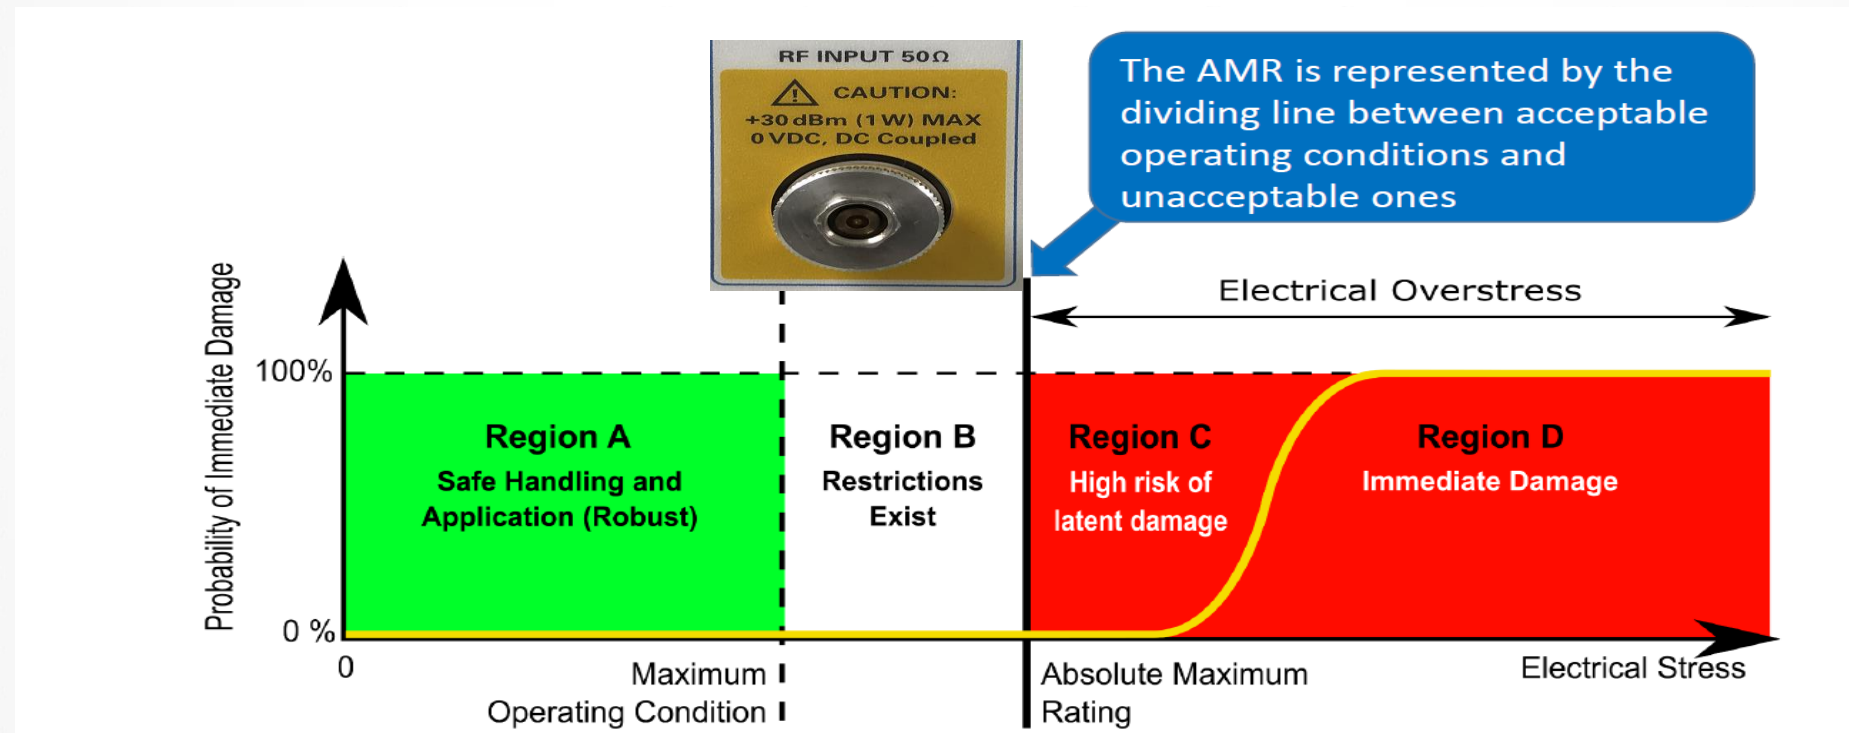 RF INPUT 50Ω
CAUTION:
+30 dBm (1 W) MAX
0 VDC, DC Coupled
The AMR is represented by the
dividing line between acceptable
operating conditions and
unacceptable ones
Electrical Overstress
Probability of Immediate Damage
100%
Region A
Safe Handling and
Application (Robust)
Region B
Restrictions
Exist
Region C
High risk of
latent damage
Region D
Immediate Damage
0 %
0
Maximum
Operating Condition
Absolute Maximum
Rating
Electrical Stress